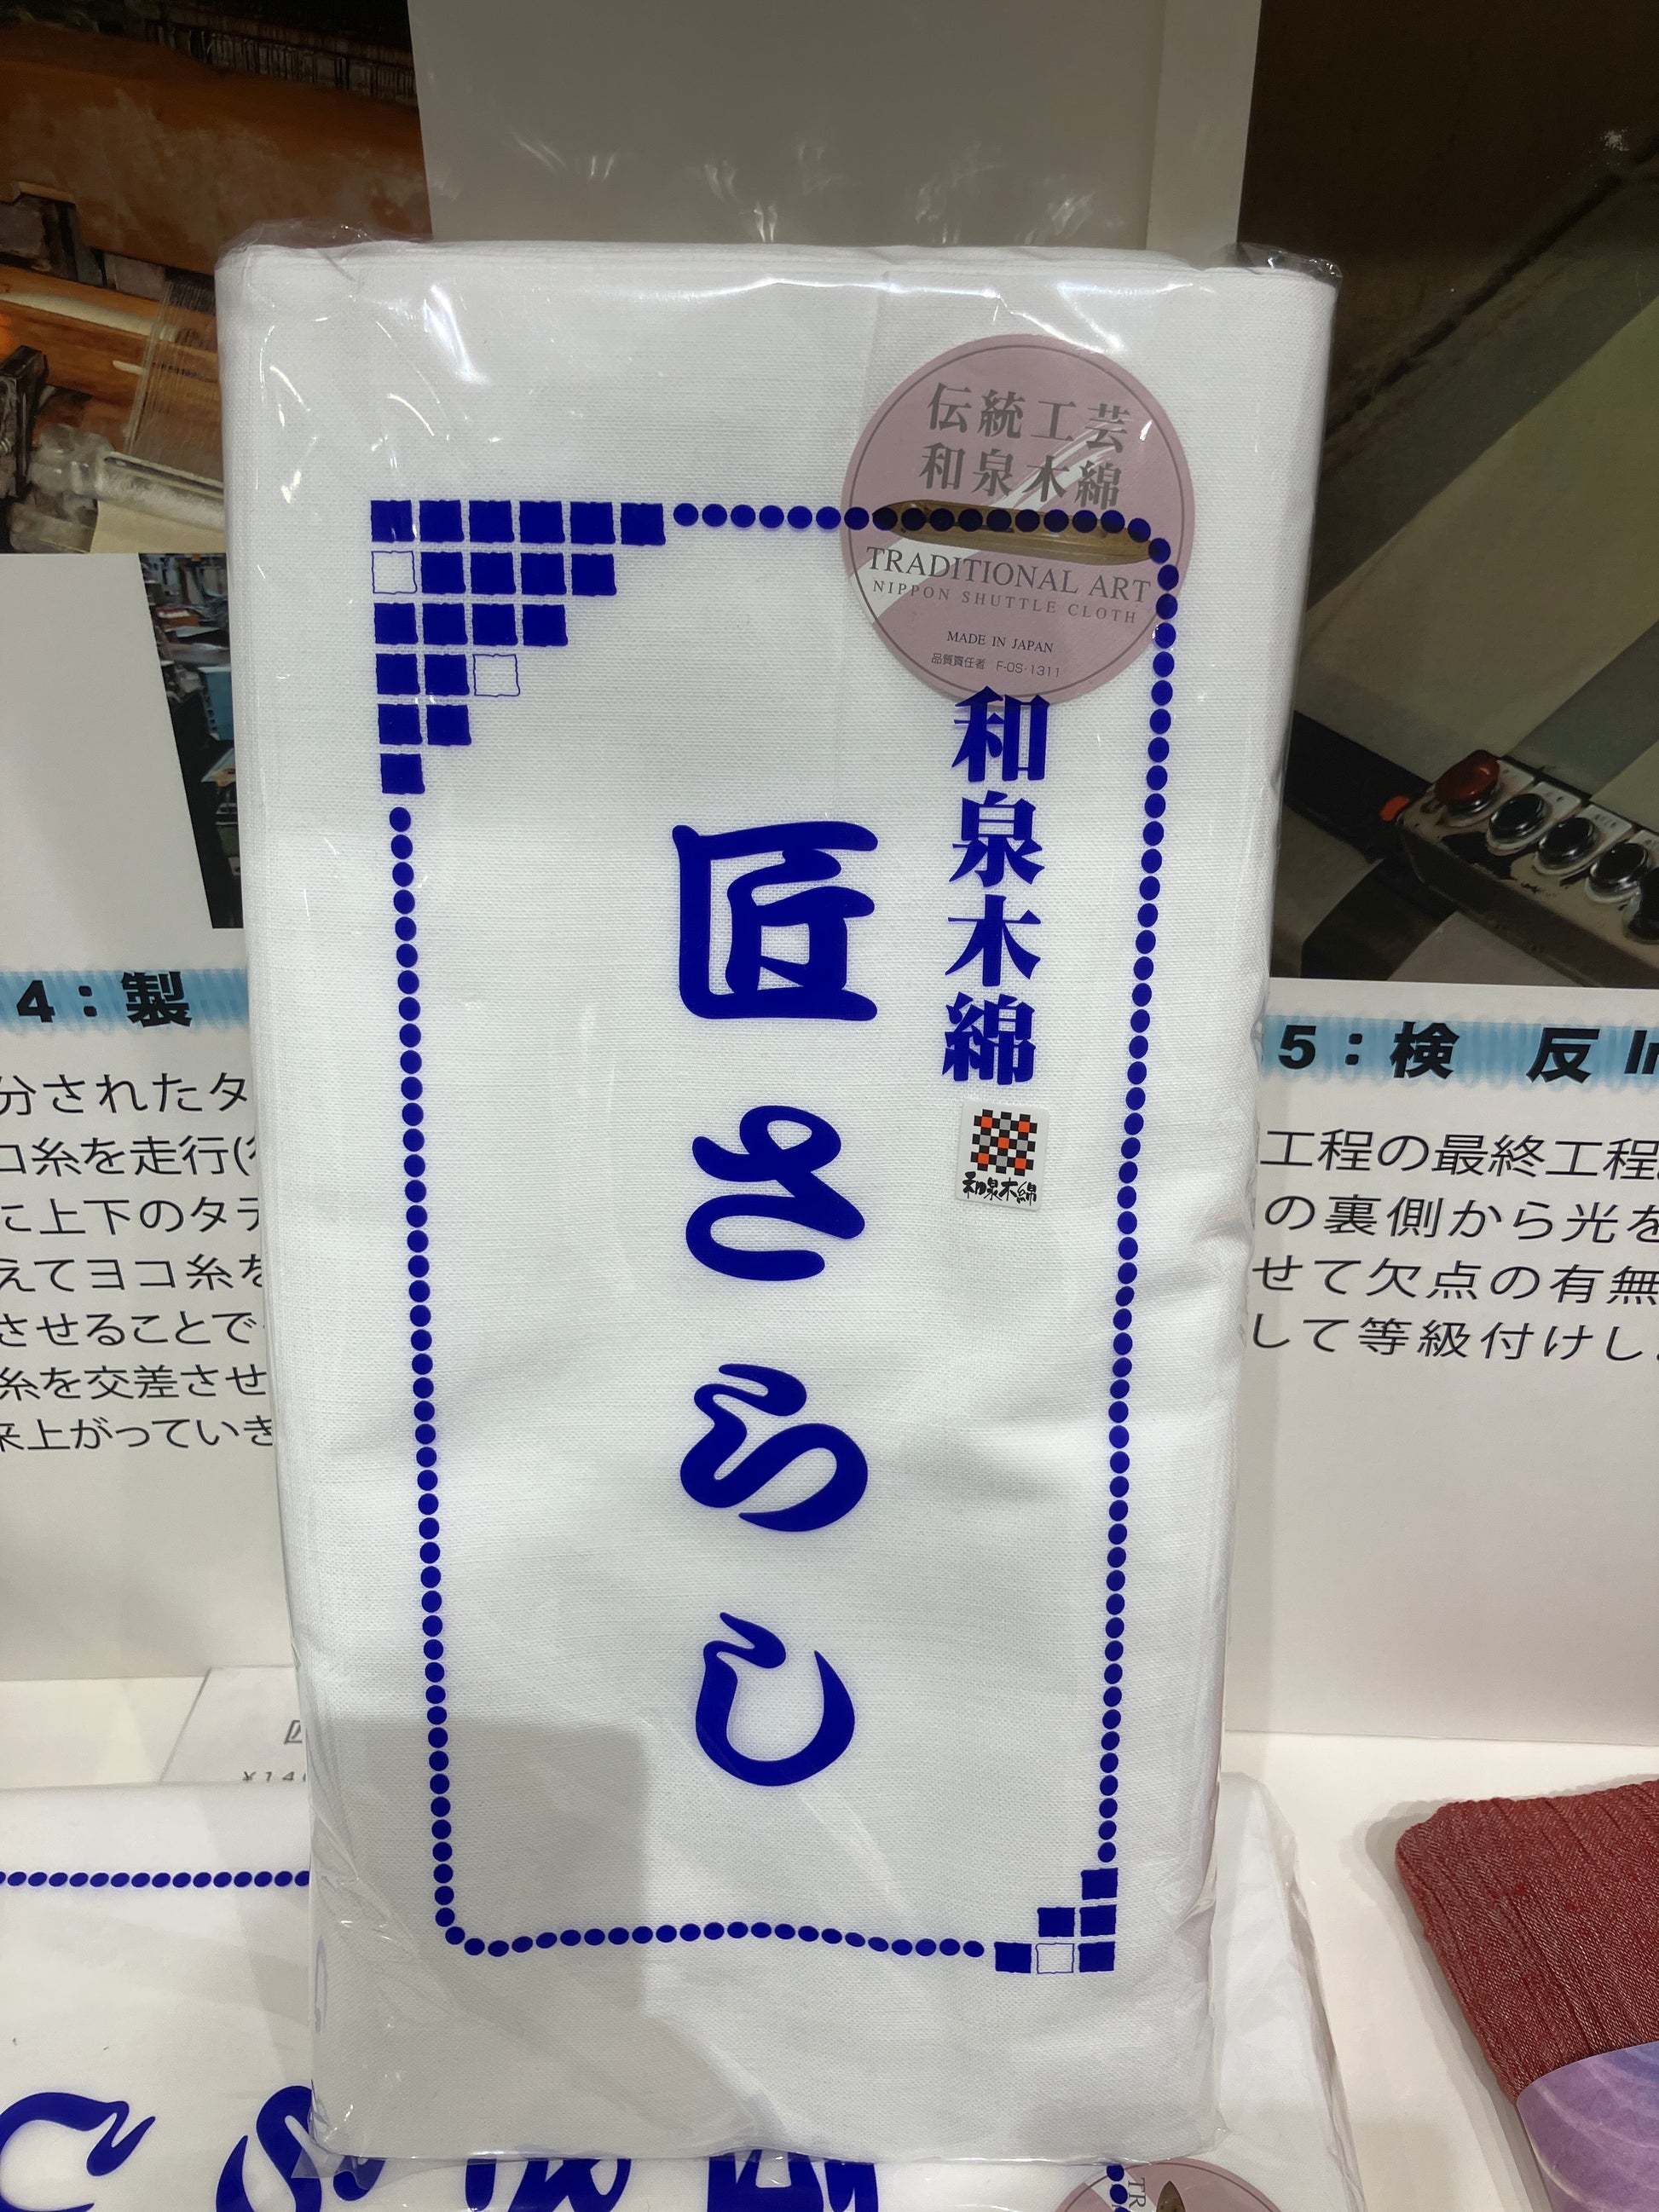 伝統工芸
和泉木綿
TRADITIONAL ART
NIPPON SHUTTLE CLOTH
MADE IN JAPAN
品質責任者 F-OS-1311
和泉木綿
匠さらし
和泉木綿
4：製
分されたタ
コ糸を走行(
に上下のタテ
えてヨコ糸を
させることで
糸を交差させ
来上がっていき
5：検 反 In
工程の最終工程
の裏側から光を
せて欠点の有無
して等級付けし
匠
¥14
TR